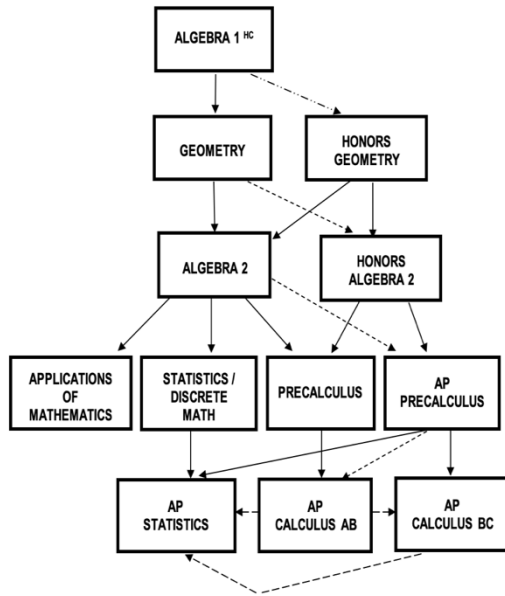 ALGEBRA 1 HC
GEOMETRY
HONORS
GEOMETRY
ALGEBRA 2
HONORS
ALGEBRA 2
APPLICATIONS
OF
MATHEMATICS
STATISTICS /
DISCRETE
MATH
PRECALCULUS
AP
PRECALCULUS
AP
STATISTICS
AP
CALCULUS AB
AP
CALCULUS BC